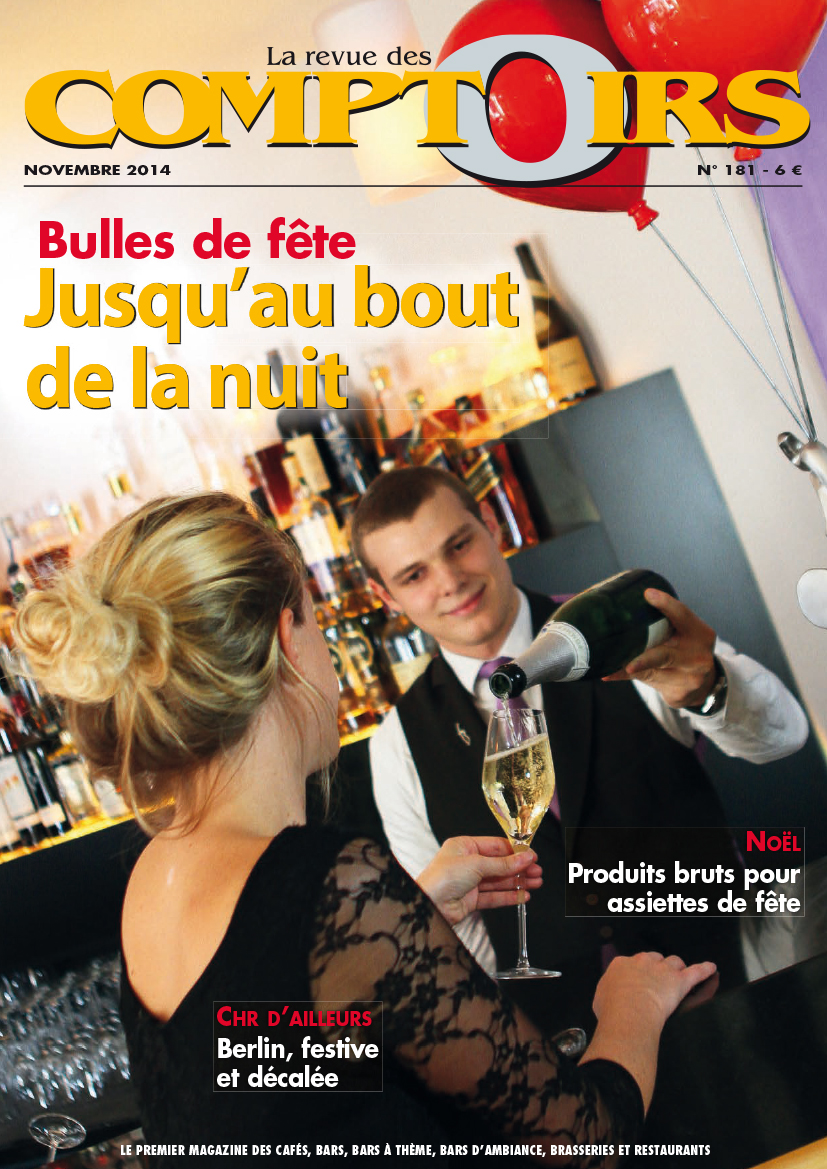 La revue des
COMPTOIRS
NOVEMBRE 2014
N° 181 - 6 €
Bulles de fête
Jusqu'au bout
de la nuit
NOËL
Produits bruts pour
assiettes de fête
CHR D'AILLEURS
Berlin, festive
et décalée
LE PREMIER MAGAZINE DES CAFÉS, BARS, BARS À THÈME, BARS D'AMBIANCE, BRASSERIES ET RESTAURANTS